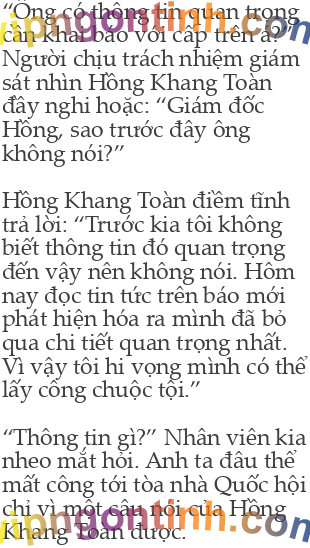 “Ông có thông tin quan trọng
cần khai báo với cấp trên à?”
Người chịu trách nhiệm giám
sát nhìn Hồng Khang Toàn
đầy nghi hoặc: “Giám đốc
Hồng, sao trước đây ông
không nói?”
Hồng Khang Toàn điềm tĩnh
trả lời: “Trước kia tôi không
biết thông tin đó quan trọng
đến vậy nên không nói. Hôm
nay đọc tin tức trên báo mới
phát hiện hóa ra mình đã bỏ
qua chi tiết quan trọng nhất.
Vì vậy tôi hi vọng mình có thể
lấy công chuộc tội.”
“Thông tin gì?” Nhân viên kia
nheo mắt hỏi. Anh ta đâu thể
mất công tới tòa nhà Quốc hội
chỉ vì một câu nói của Hồng
Khang Toàn được.